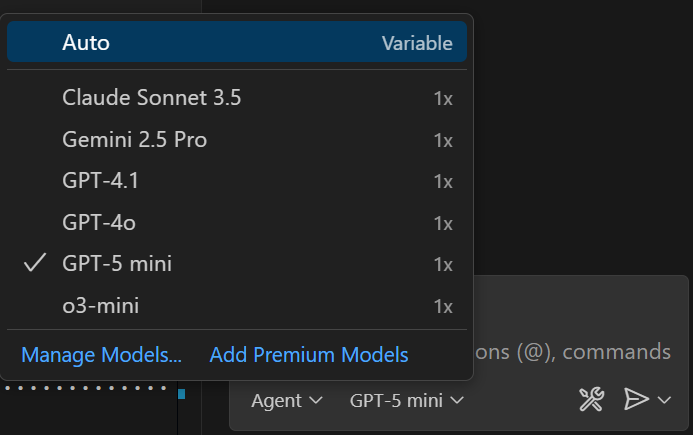 Auto Variable
Claude Sonnet 3.5 1x
Gemini 2.5 Pro 1x
GPT-4.1 1x
GPT-4o 1x
GPT-5 mini 1x
o3-mini 1x
Manage Models... Add Premium Models
(@), commands
Agent GPT-5 mini